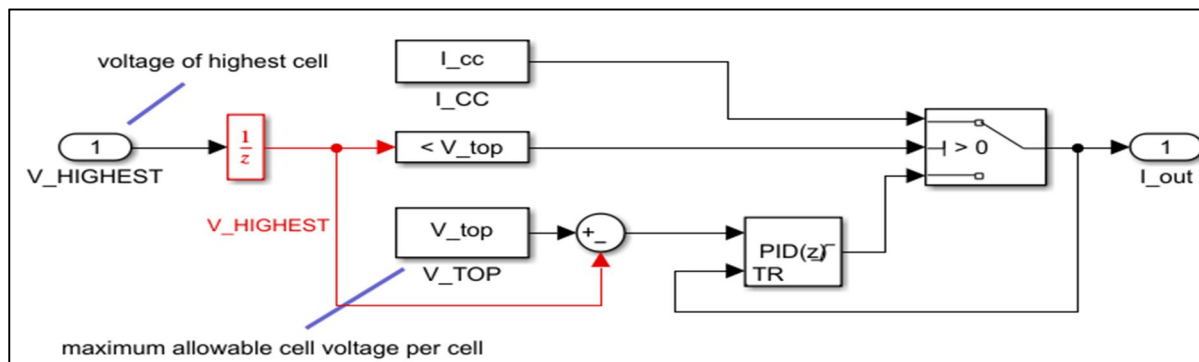 voltage of highest cell
I_cc
I_CC
1
V_HIGHEST
1
z
< V_top
> 0
1
I_out
V_HIGHEST
V_top
V_TOP
+
-
PID(z)
TR
maximum allowable cell voltage per cell